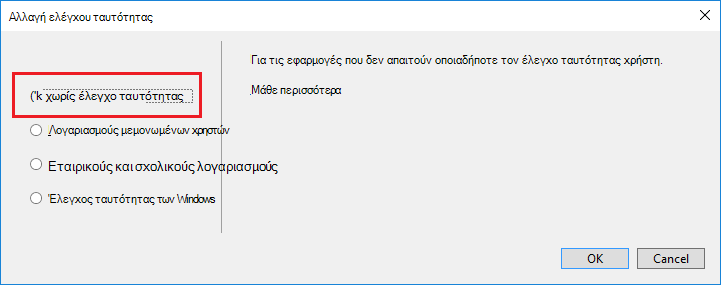 Αλλαγή ελέγχου ταυτότητας
Για τις εφαρμογές που δεν απαιτούν οποιαδήποτε τον έλεγχο ταυτότητας χρήστη.
Μάθε περισσότερα
('k χωρίς έλεγχο ταυτότητας
Λογαριασμούς μεμονωμένων χρηστών
Εταιρικούς και σχολικούς λογαριασμούς
Έλεγχος ταυτότητας των Windows
OK
Cancel